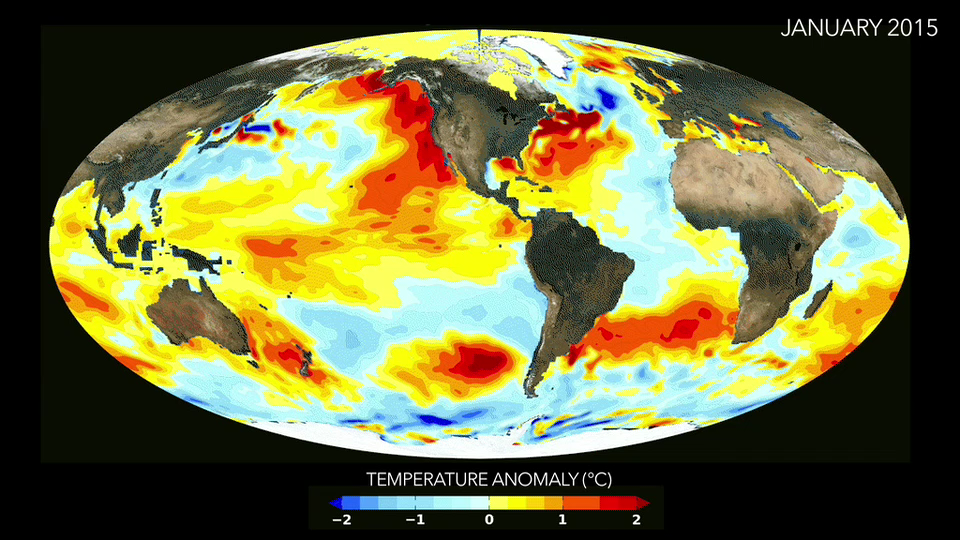 JANUARY 2015
TEMPERATURE ANOMALY (°C)
−2 −1 0 1 2